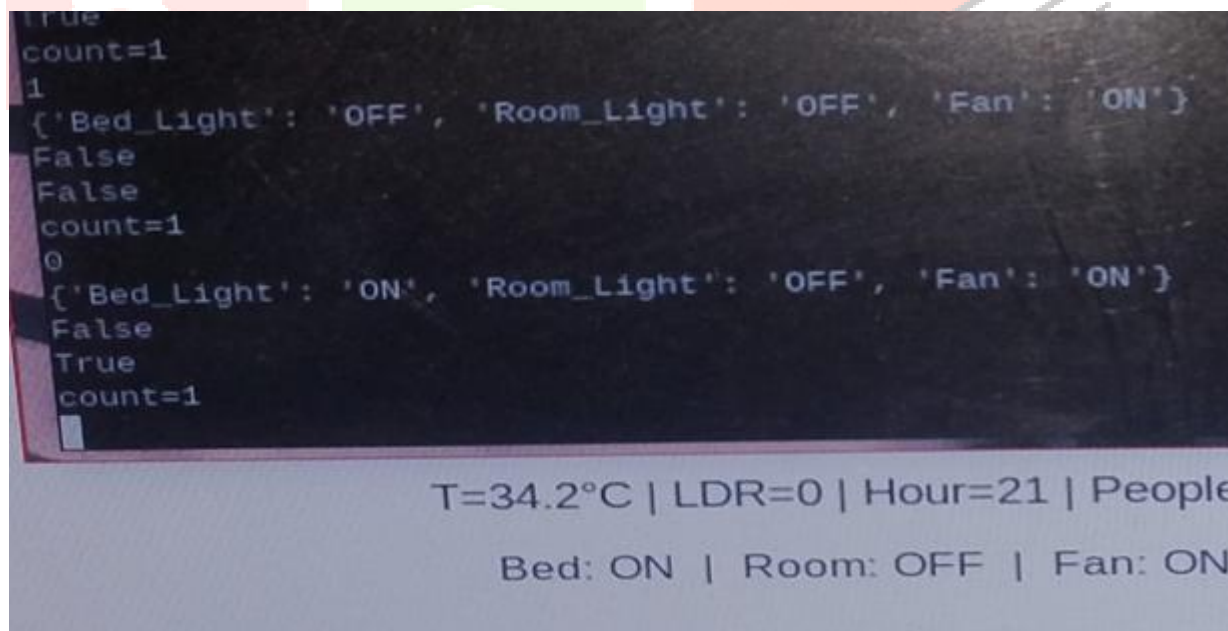 True
count=1
1
{'Bed_Light': 'OFF', 'Room_Light': 'OFF', 'Fan': 'ON'}
False
False
count=1
0
{'Bed_Light': 'ON', 'Room_Light': 'OFF', 'Fan': 'ON'}
False
True
count=1
T=34.2°C | LDR=0 | Hour=21 | People
Bed: ON | Room: OFF | Fan: ON